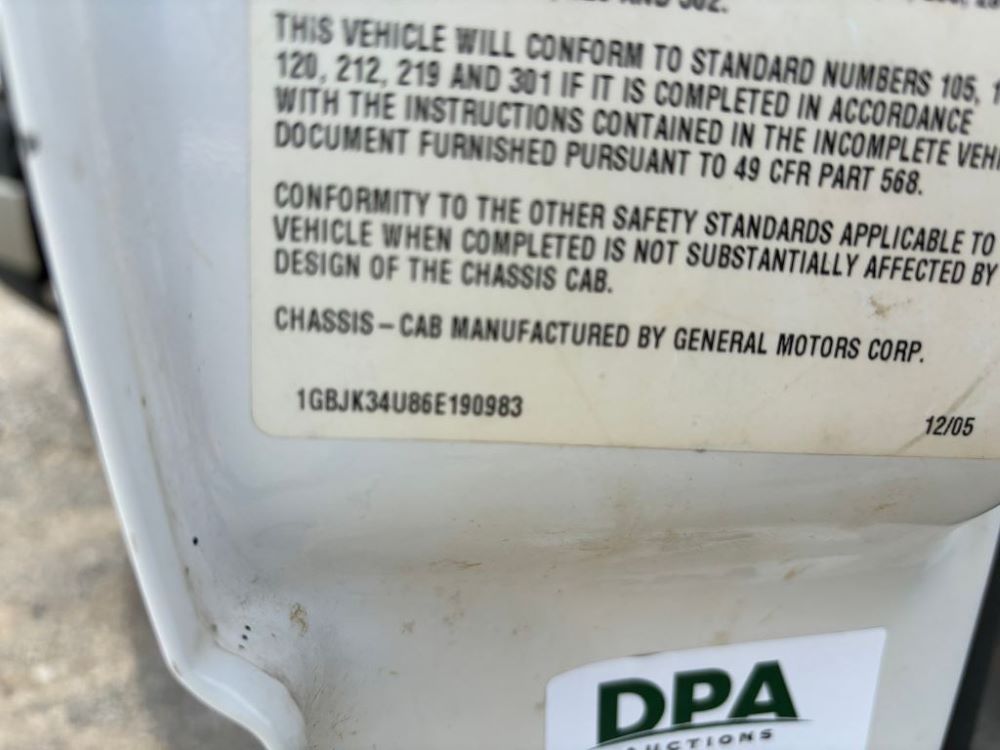 AND 302.
THIS VEHICLE WILL CONFORM TO STANDARD NUMBERS 105,
120, 212, 219 AND 301 IF IT IS COMPLETED IN ACCORDANCE
WITH THE INSTRUCTIONS CONTAINED IN THE INCOMPLETE
DOCUMENT FURNISHED PURSUANT TO 49 CFR PART 568.
CONFORMITY TO THE OTHER SAFETY STANDARDS APPLICABLE TO
VEHICLE WHEN COMPLETED IS NOT SUBSTANTIALLY AFFECTED BY
DESIGN OF THE CHASSIS CAB.
CHASSIS – CAB MANUFACTURED BY GENERAL MOTORS CORP.
1GBJK34U86E190983
12/05
DPA
AUCTIONS